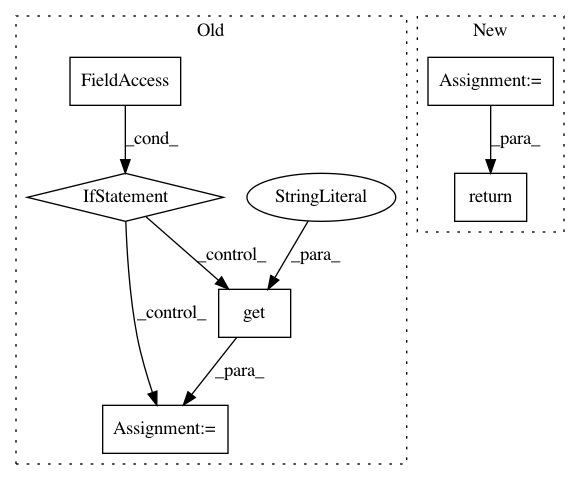 Old
New
FieldAccess
Assignment:=
_cond_
_para_
IfStatement
StringLiteral
return
_control_
_para_
_control_
get
_para_
Assignment:=